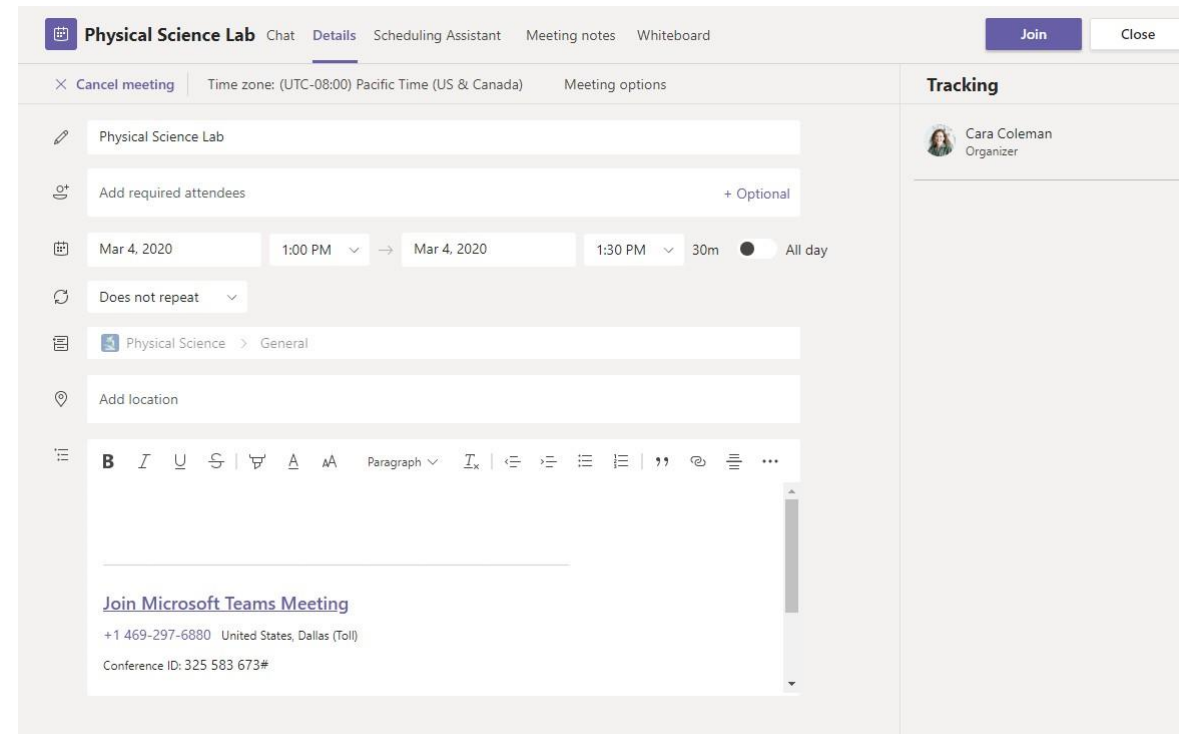 Physical Science Lab Chat Details Scheduling Assistant Meeting notes Whiteboard Join Close
Cancel meeting Time zone: (UTC-08:00) Pacific Time (US & Canada) Meeting options
Tracking
Physical Science Lab
Cara Coleman
Organizer
Add required attendees + Optional
Mar 4, 2020 1:00 PM → Mar 4, 2020 1:30 PM 30m All day
Does not repeat
Physical Science > General
Add location
B I U S A AA Paragraph Tx
Join Microsoft Teams Meeting
+1 469-297-6880 United States, Dallas (Toll)
Conference ID: 325 583 673#